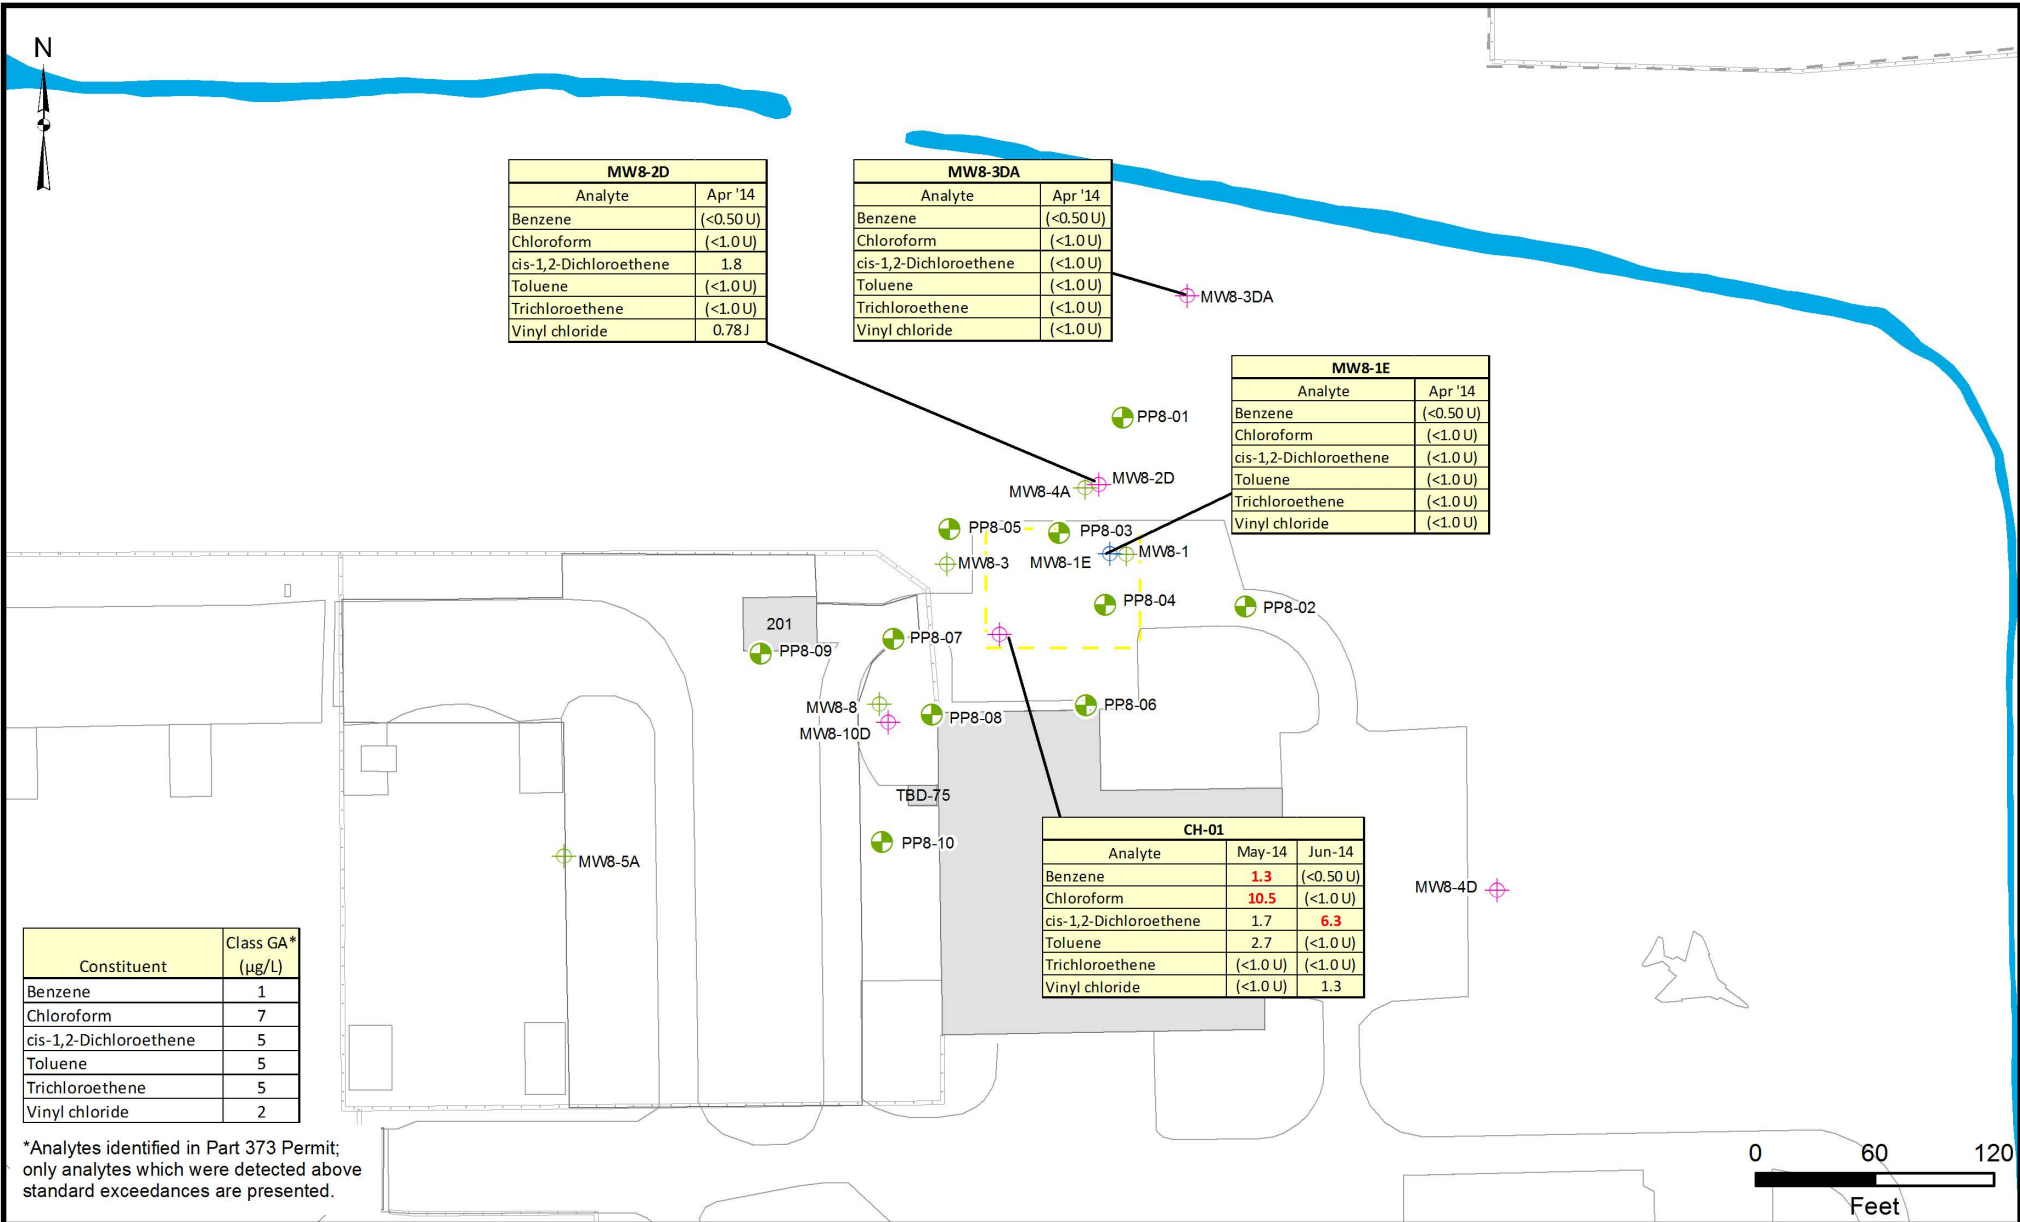 N
MW8-2D
Analyte Apr '14
Benzene (<0.50 U)
Chloroform (<1.0 U)
cis-1,2-Dichloroethene 1.8
Toluene (<1.0 U)
Trichloroethene (<1.0 U)
Vinyl chloride 0.78 J
MW8-3DA
Analyte Apr '14
Benzene (<0.50 U)
Chloroform (<1.0 U)
cis-1,2-Dichloroethene (<1.0 U)
Toluene (<1.0 U)
Trichloroethene (<1.0 U)
Vinyl chloride (<1.0 U)
MW8-3DA
MW8-1E
Analyte Apr '14
Benzene (<0.50 U)
Chloroform (<1.0 U)
cis-1,2-Dichloroethene (<1.0 U)
Toluene (<1.0 U)
Trichloroethene (<1.0 U)
Vinyl chloride (<1.0 U)
PP8-01
MW8-2D
MW8-4A
PP8-05
PP8-03
MW8-1
MW8-1E
MW8-3
PP8-04
PP8-02
201
PP8-07
PP8-09
MW8-8
PP8-06
PP8-08
MW8-10D
TBD-75
PP8-10
MW8-5A
MW8-4D
CH-01
Analyte May-14 Jun-14
Benzene 1.3 (<0.50 U)
Chloroform 10.5 (<1.0 U)
cis-1,2-Dichloroethene 1.7 6.3
Toluene 2.7 (<1.0 U)
Trichloroethene (<1.0 U) (<1.0 U)
Vinyl chloride (<1.0 U) 1.3
Constituent Class GA* (µg/L)
Benzene 1
Chloroform 7
cis-1,2-Dichloroethene 5
Toluene 5
Trichloroethene 5
Vinyl chloride 2
*Analytes identified in Part 373 Permit;
only analytes which were detected above
standard exceedances are presented.
0 60 120
Feet